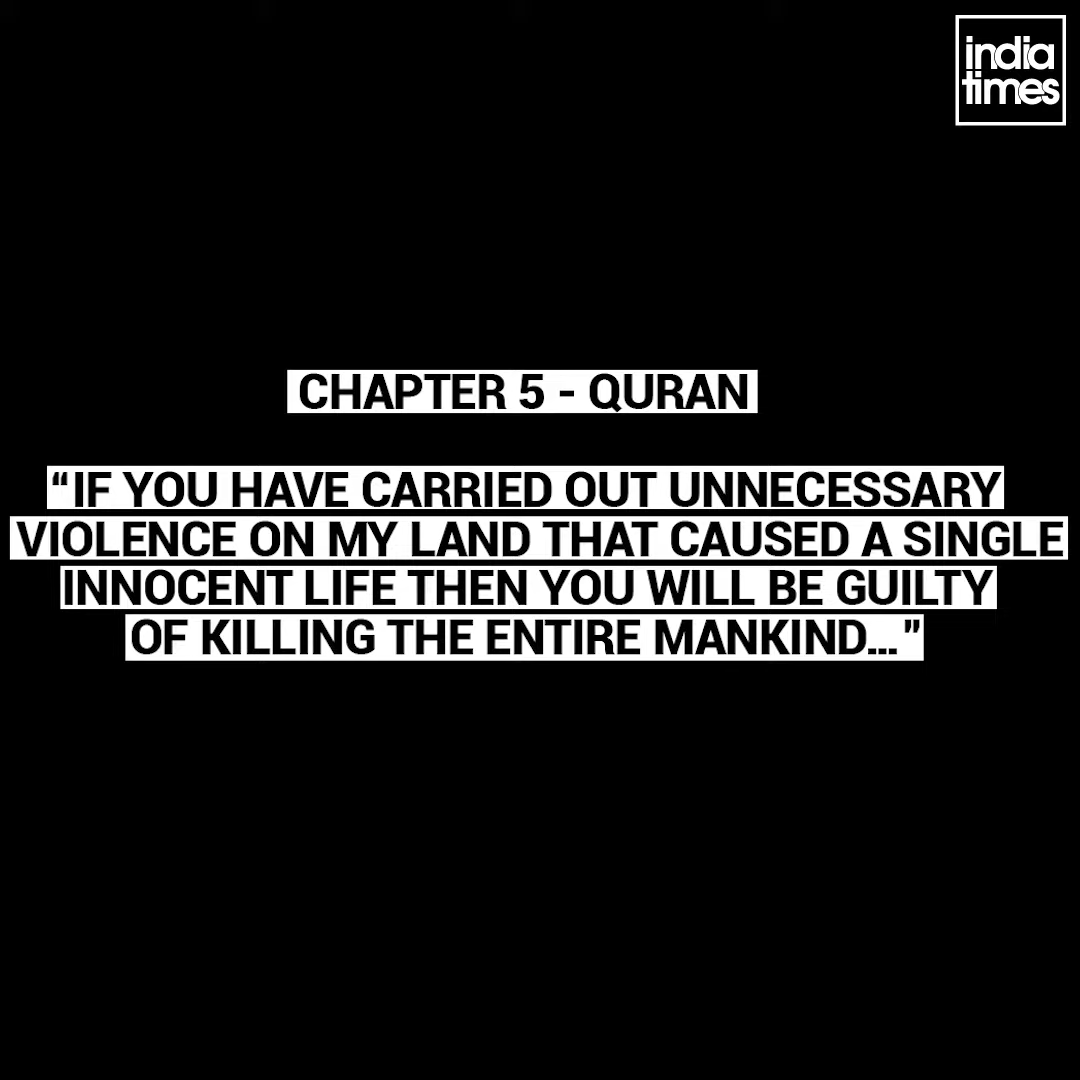 india
times
CHAPTER 5 - QURAN
“IF YOU HAVE CARRIED OUT UNNECESSARY
VIOLENCE ON MY LAND THAT CAUSED A SINGLE
INNOCENT LIFE THEN YOU WILL BE GUILTY
OF KILLING THE ENTIRE MANKIND...”